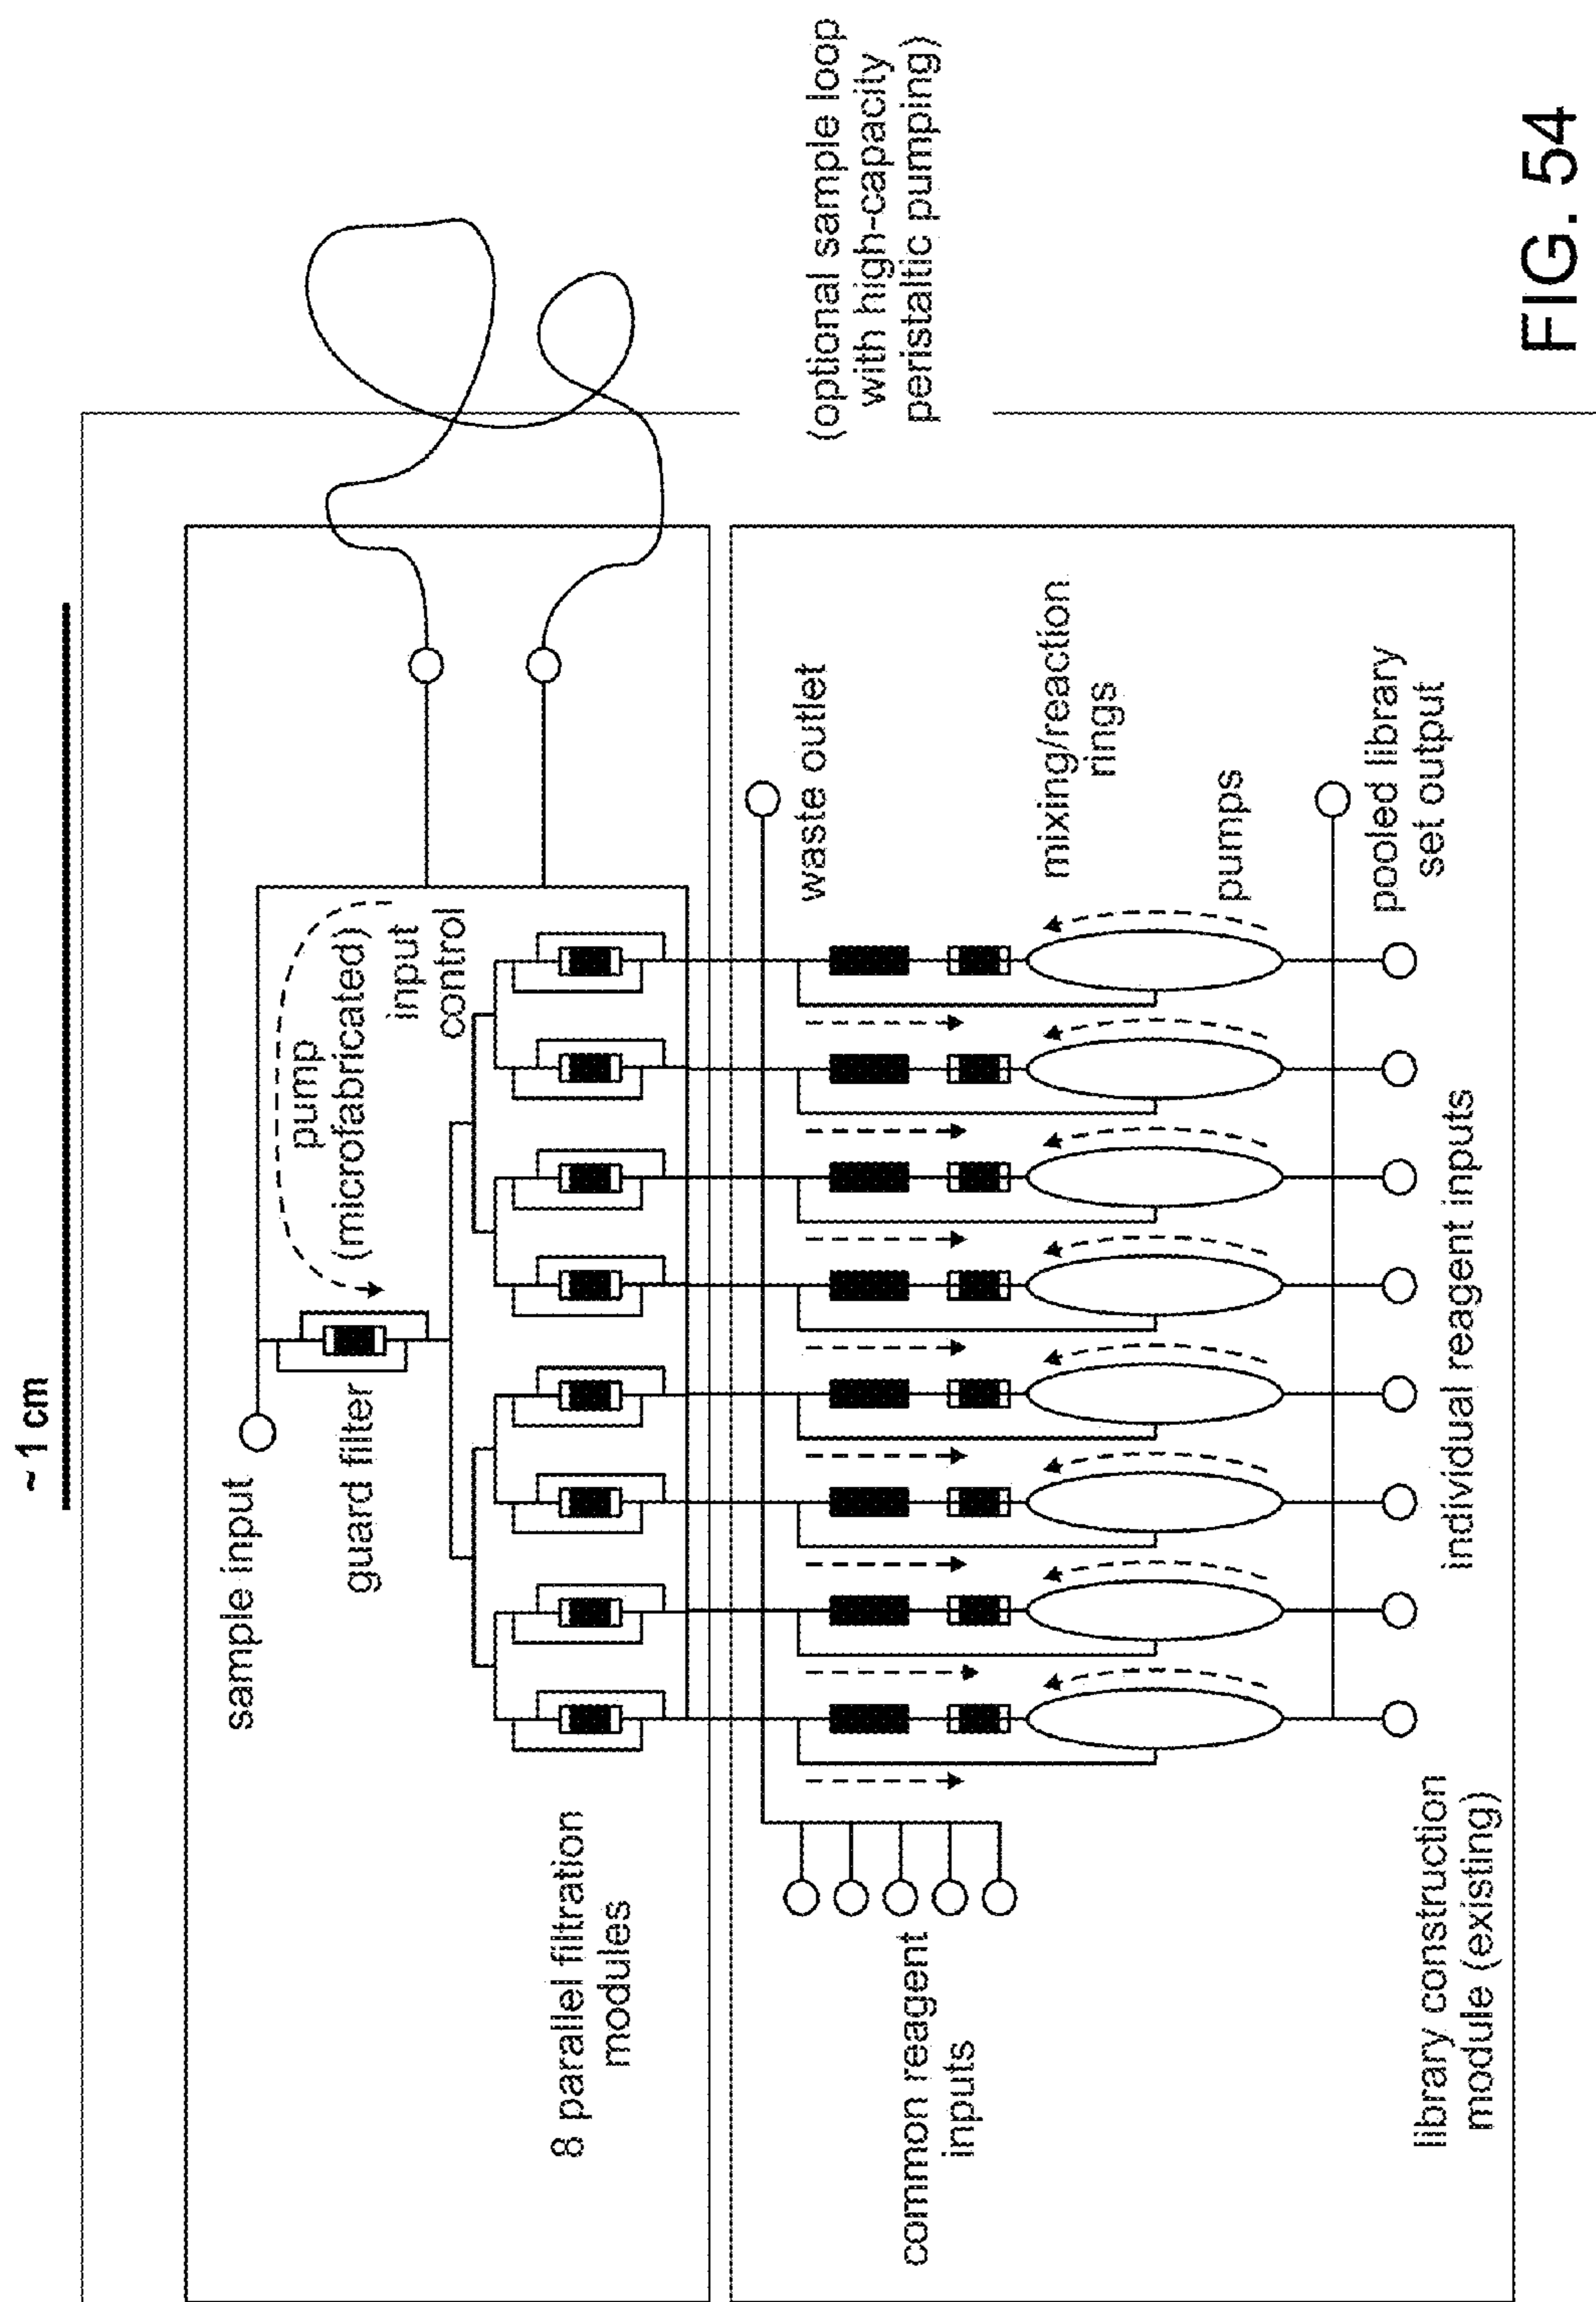 ~ 1 cm
sample input
guard filter
pump
(microfabricated)
input
control
8 parallel filtration
modules
(optional sample loop
with high-capacity
peristaltic pumping)
waste outlet
common reagent
inputs
mixing/reaction
rings
pumps
pooled library
set output
individual reagent inputs
library construction
module (existing)
FIG. 54